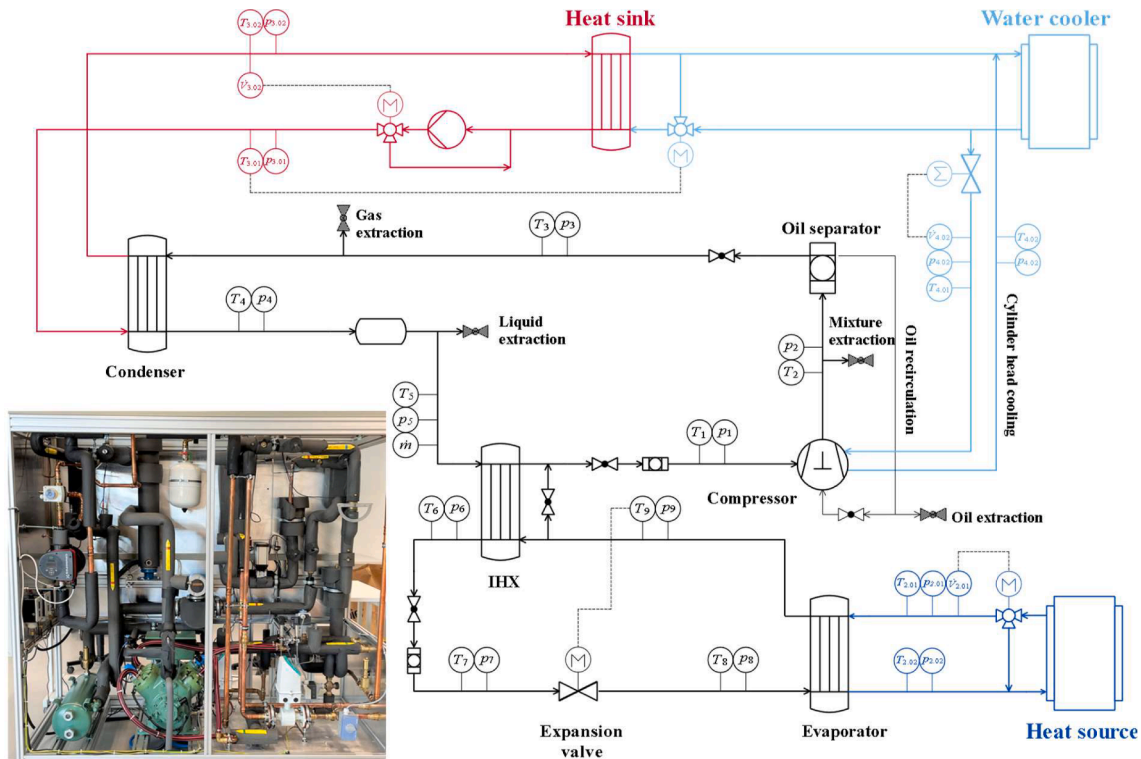 Heat sink
Water cooler
T3.02 p3.02
V̇3.02
M
T3.01 p3.01
M
Σ
V̇4.02
p4.02
T4.01
T4.02
p4.02
Gas
extraction
T3 p3
Oil separator
T4 p4
Liquid
extraction
Condenser
Mixture
extraction
p2
T2
Oil recirculation
Cylinder head cooling
T5
p5
ṁ
T1 p1
Compressor
T6 p6
T9 p9
Oil extraction
IHX
T2.01 p2.01 V̇2.01
M
T7 p7
M
T8 p8
T2.02 p2.02
Expansion
valve
Evaporator
Heat source